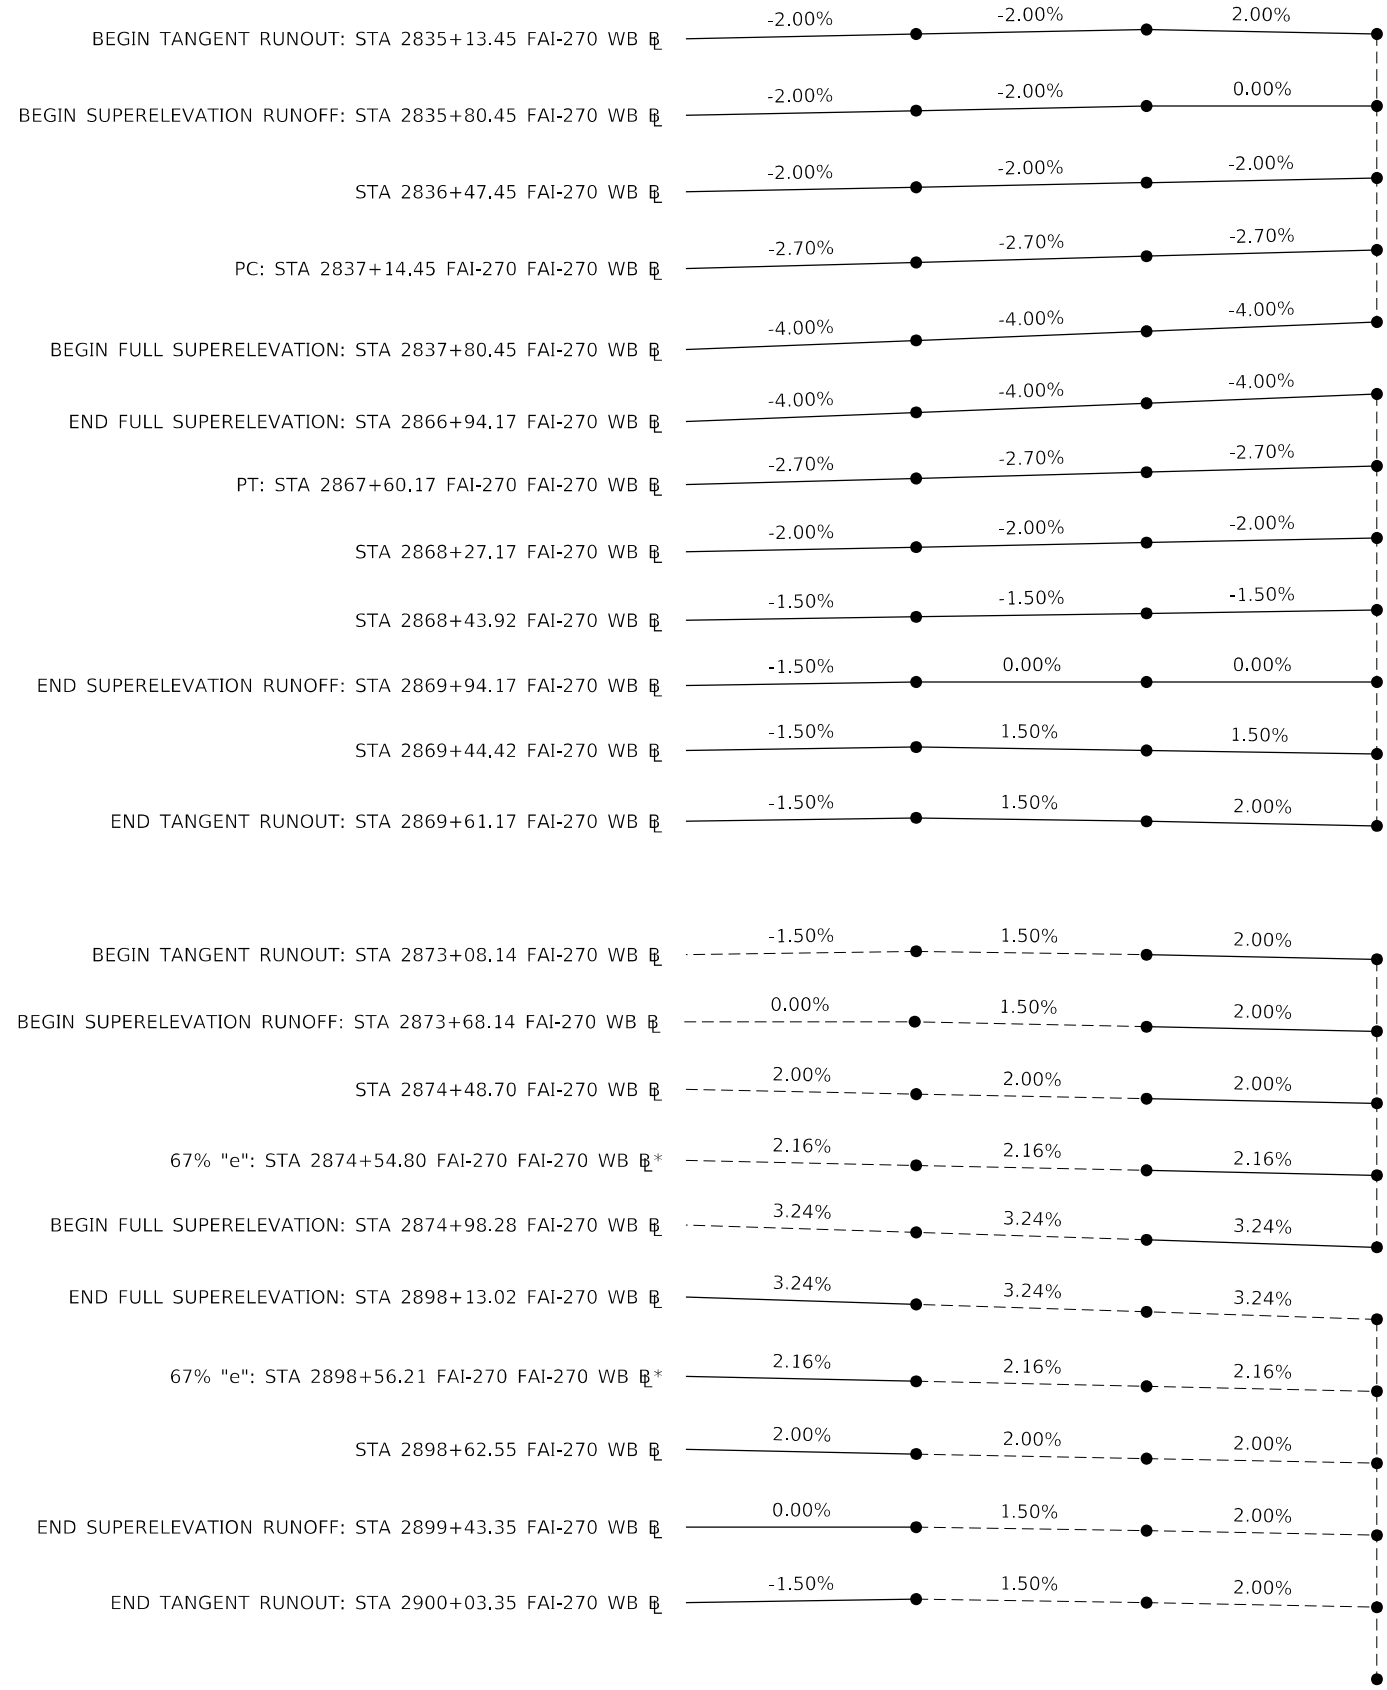 BEGIN TANGENT RUNOUT: STA 2835+13.45 FAI-270 WB ℄ -2.00% -2.00% 2.00%
BEGIN SUPERELEVATION RUNOFF: STA 2835+80.45 FAI-270 WB ℄ -2.00% -2.00% 0.00%
STA 2836+47.45 FAI-270 WB ℄ -2.00% -2.00% -2.00%
PC: STA 2837+14.45 FAI-270 FAI-270 WB ℄ -2.70% -2.70% -2.70%
BEGIN FULL SUPERELEVATION: STA 2837+80.45 FAI-270 WB ℄ -4.00% -4.00% -4.00%
END FULL SUPERELEVATION: STA 2866+94.17 FAI-270 WB ℄ -4.00% -4.00% -4.00%
PT: STA 2867+60.17 FAI-270 FAI-270 WB ℄ -2.70% -2.70% -2.70%
STA 2868+27.17 FAI-270 WB ℄ -2.00% -2.00% -2.00%
STA 2868+43.92 FAI-270 WB ℄ -1.50% -1.50% -1.50%
END SUPERELEVATION RUNOFF: STA 2869+94.17 FAI-270 WB ℄ -1.50% 0.00% 0.00%
STA 2869+44.42 FAI-270 WB ℄ -1.50% 1.50% 1.50%
END TANGENT RUNOUT: STA 2869+61.17 FAI-270 WB ℄ -1.50% 1.50% 2.00%
BEGIN TANGENT RUNOUT: STA 2873+08.14 FAI-270 WB ℄ -1.50% 1.50% 2.00%
BEGIN SUPERELEVATION RUNOFF: STA 2873+68.14 FAI-270 WB ℄ 0.00% 1.50% 2.00%
STA 2874+48.70 FAI-270 WB ℄ 2.00% 2.00% 2.00%
67% "e": STA 2874+54.80 FAI-270 FAI-270 WB ℄* 2.16% 2.16% 2.16%
BEGIN FULL SUPERELEVATION: STA 2874+98.28 FAI-270 WB ℄ 3.24% 3.24% 3.24%
END FULL SUPERELEVATION: STA 2898+13.02 FAI-270 WB ℄ 3.24% 3.24% 3.24%
67% "e": STA 2898+56.21 FAI-270 FAI-270 WB ℄* 2.16% 2.16% 2.16%
STA 2898+62.55 FAI-270 WB ℄ 2.00% 2.00% 2.00%
END SUPERELEVATION RUNOFF: STA 2899+43.35 FAI-270 WB ℄ 0.00% 1.50% 2.00%
END TANGENT RUNOUT: STA 2900+03.35 FAI-270 WB ℄ -1.50% 1.50% 2.00%